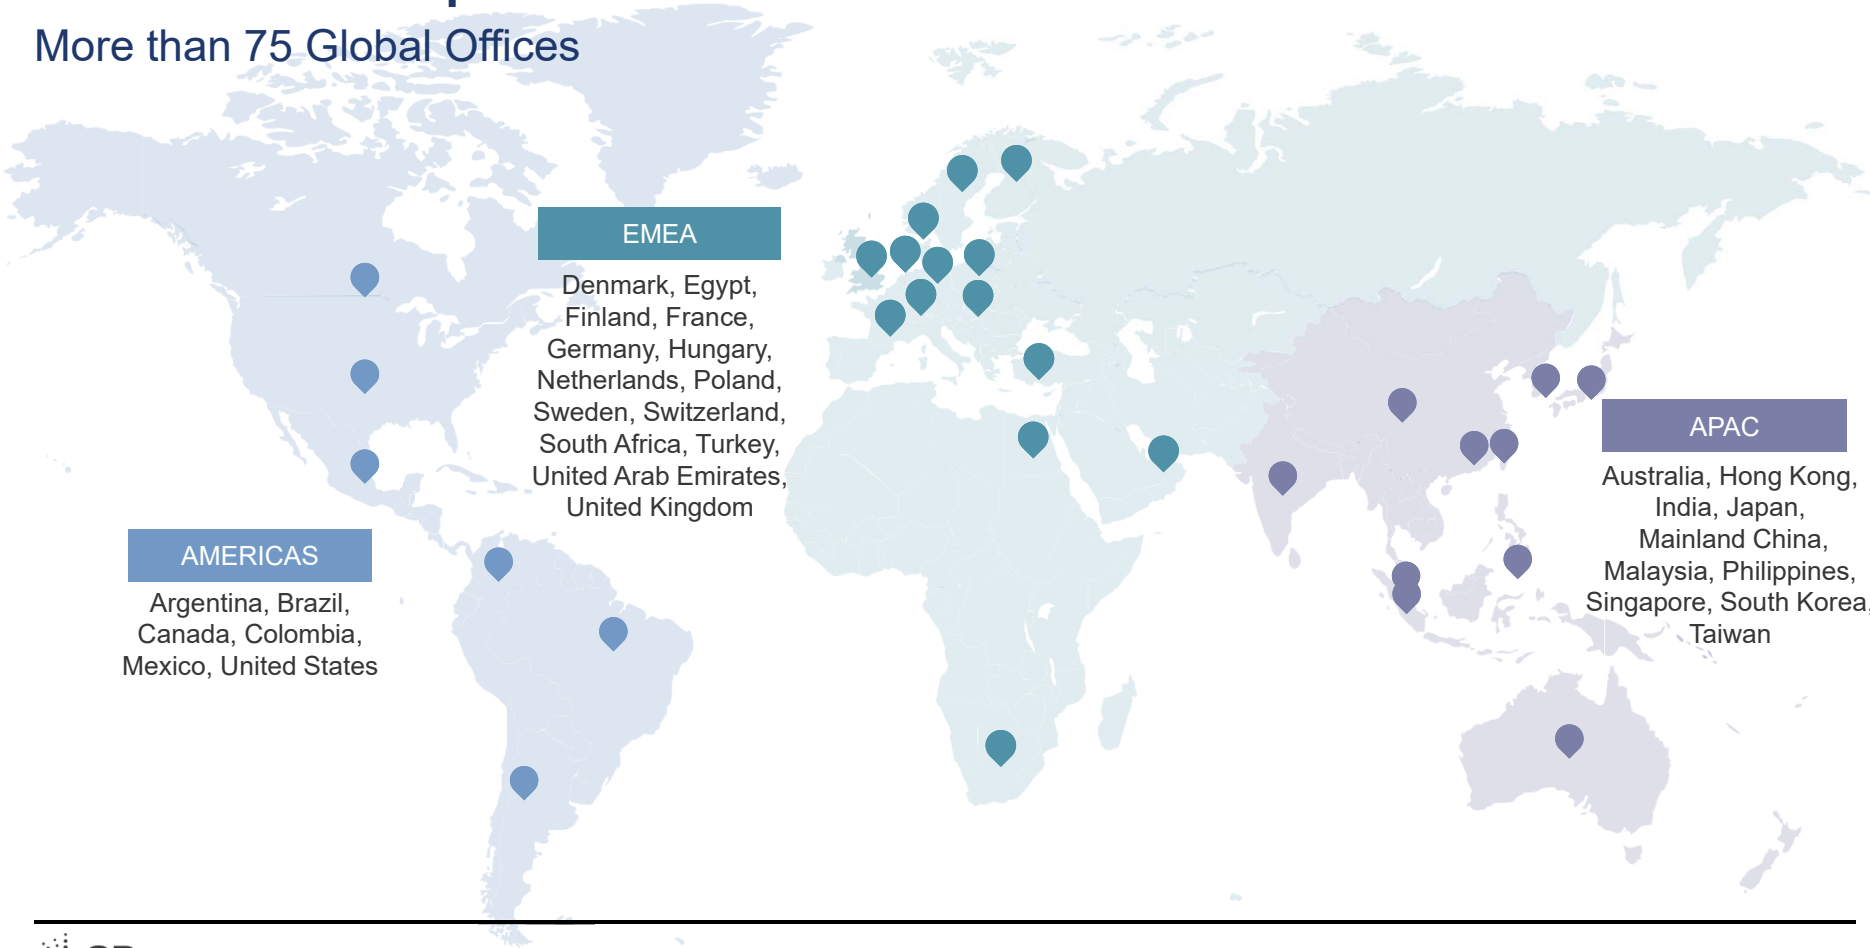 More than 75 Global Offices
EMEA
Denmark, Egypt,
Finland, France,
Germany, Hungary,
Netherlands, Poland,
Sweden, Switzerland,
South Africa, Turkey,
United Arab Emirates,
United Kingdom
APAC
Australia, Hong Kong,
India, Japan,
Mainland China,
Malaysia, Philippines,
Singapore, South Korea,
Taiwan
AMERICAS
Argentina, Brazil,
Canada, Colombia,
Mexico, United States